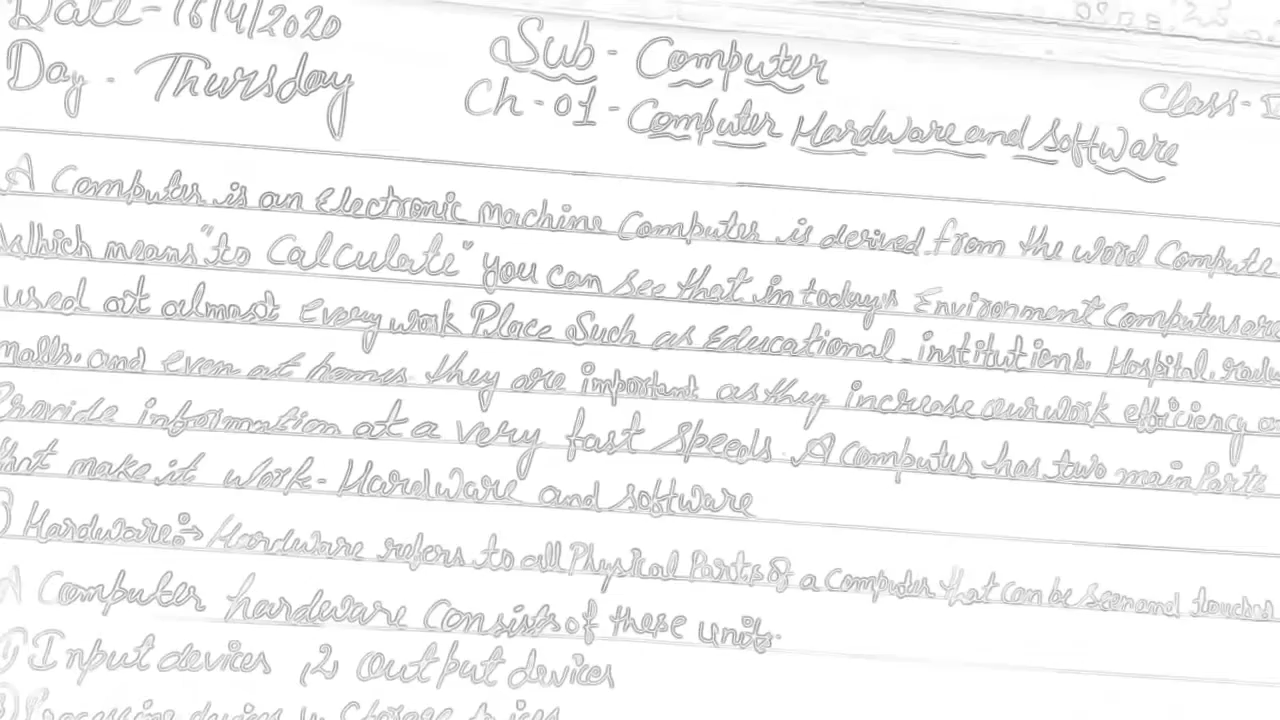 Date-16/4/2020
Day - Thursday
Sub - Computer
Ch-01 - Computer Hardware and Software
Class-
A Computer is an Electronic machine Computer is derived from the word Compute
Which means "to Calculate" you can see that in today's Environment Computers are
used at almost Every work Place Such as Educational institutions. Hospital,
malls, and even at homes they are important as they increase our work efficiency
Provide information at a very fast Speeds. A Computer has two main Parts
that make it work - Hardware and software
Hardware:→ Hardware refers to all Physical Parts of a Computer that can be seen and touched
A Computer hardware Consists of these units.
Input devices , 2 Output devices
Processing devices